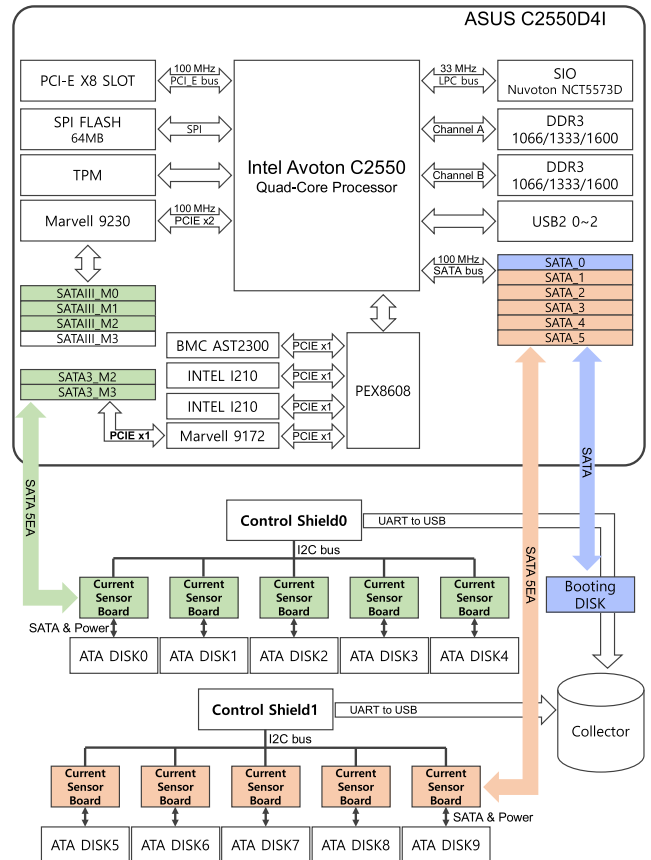 ASUS C2550D4I
PCI-E X8 SLOT
100 MHz
PCI_E bus
SPI FLASH
64MB
SPI
TPM
Marvell 9230
100 MHz
PCIE x2
Intel Avoton C2550
Quad-Core Processor
33 MHz
LPC bus
SIO
Nuvoton NCT5573D
Channel A
DDR3
1066/1333/1600
Channel B
DDR3
1066/1333/1600
USB2 0~2
100 MHz
SATA bus
SATA_0
SATA_1
SATA_2
SATA_3
SATA_4
SATA_5
SATAIII_M0
SATAIII_M1
SATAIII_M2
SATAIII_M3
SATA3_M2
SATA3_M3
PCIE x1
BMC AST2300
PCIE x1
INTEL I210
PCIE x1
INTEL I210
PCIE x1
Marvell 9172
PCIE x1
PEX8608
SATA 5EA
SATA 5EA
SATA
Control Shield0
UART to USB
I2C bus
Current
Sensor
Board
Current
Sensor
Board
Current
Sensor
Board
Current
Sensor
Board
Current
Sensor
Board
Booting
DISK
SATA & Power
ATA DISK0
ATA DISK1
ATA DISK2
ATA DISK3
ATA DISK4
Control Shield1
UART to USB
Collector
I2C bus
Current
Sensor
Board
Current
Sensor
Board
Current
Sensor
Board
Current
Sensor
Board
Current
Sensor
Board
SATA & Power
ATA DISK5
ATA DISK6
ATA DISK7
ATA DISK8
ATA DISK9